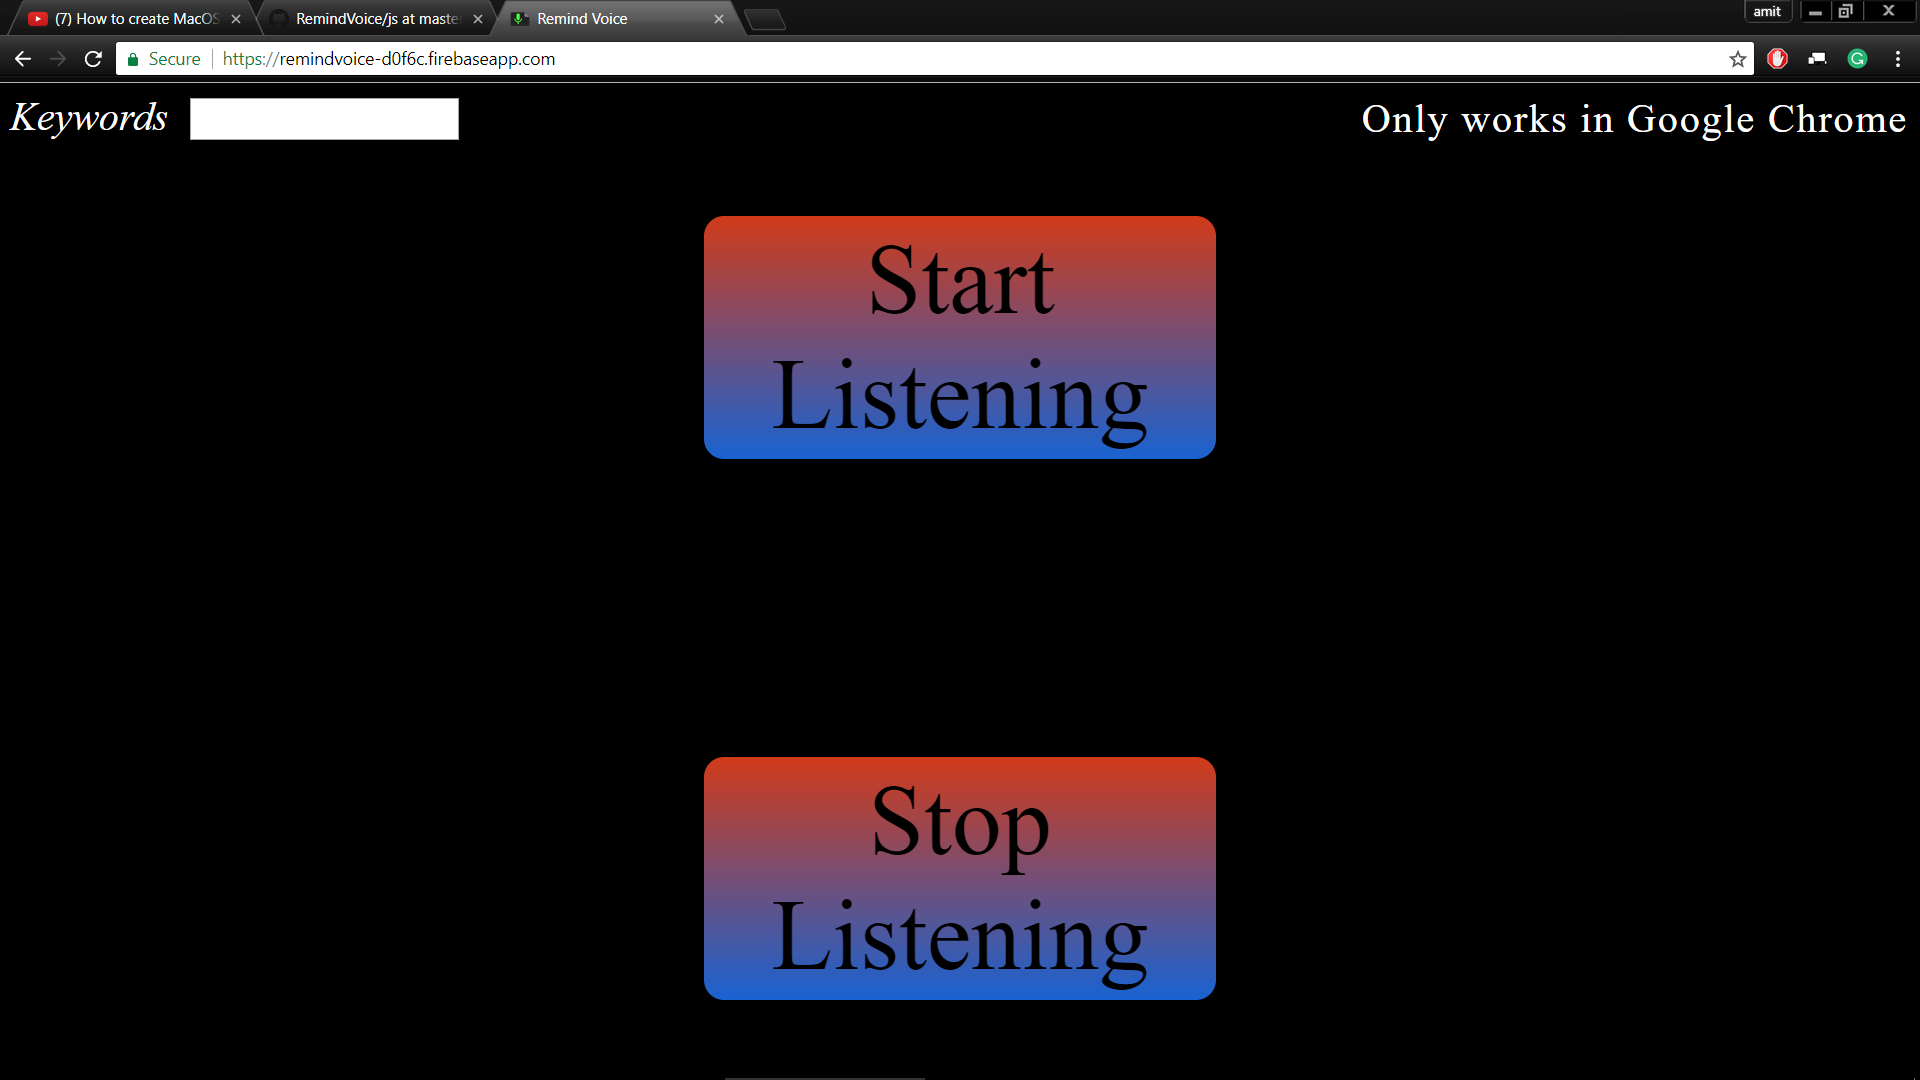 (7) How to create MacOS
RemindVoice/js at maste
Remind Voice
amit
Secure
https://remindvoice-d0f6c.firebaseapp.com
Keywords
Only works in Google Chrome
Start
Listening
Stop
Listening